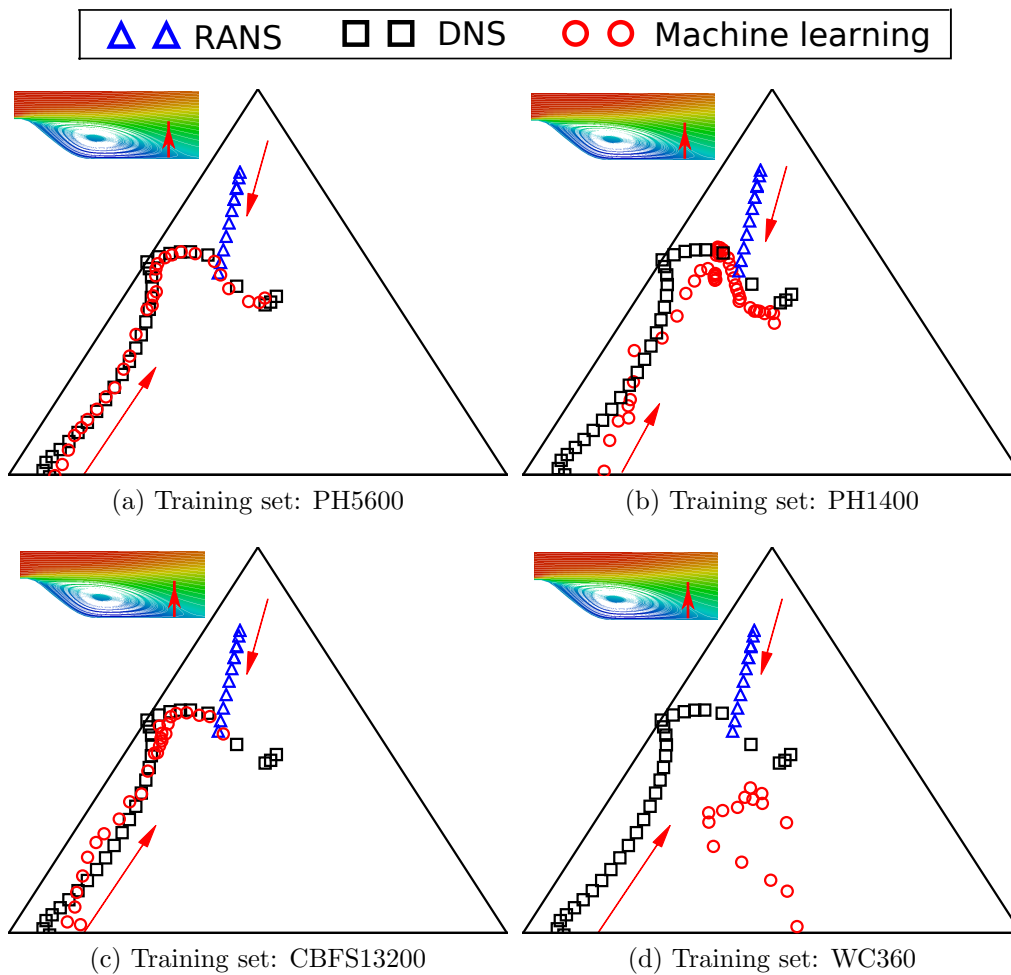 RANS DNS Machine learning
(a) Training set: PH5600
(b) Training set: PH1400
(c) Training set: CBFS13200
(d) Training set: WC360